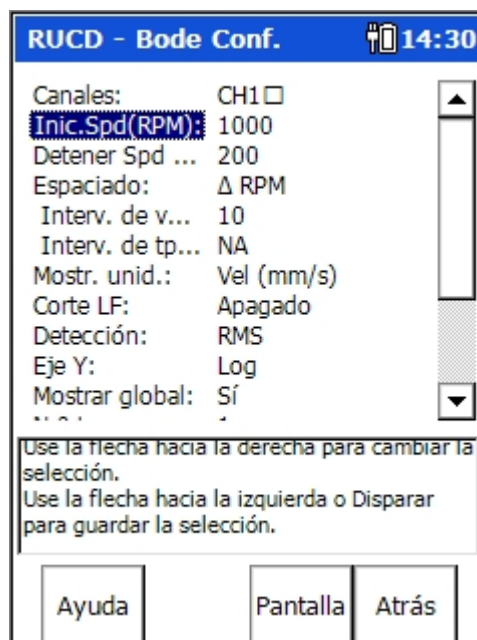 RUCD - Bode Conf. 14:30
Canales: CH1□
Inic.Spd(RPM): 1000
Detener Spd ... 200
Espaciado: Δ RPM
Interv. de v... 10
Interv. de tp... NA
Mostr. unid.: Vel (mm/s)
Corte LF: Apagado
Detección: RMS
Eje Y: Log
Mostrar global: Sí
Use la flecha hacia la derecha para cambiar la
selección.
Use la flecha hacia la izquierda o Disparar
para guardar la selección.
Ayuda Pantalla Atrás